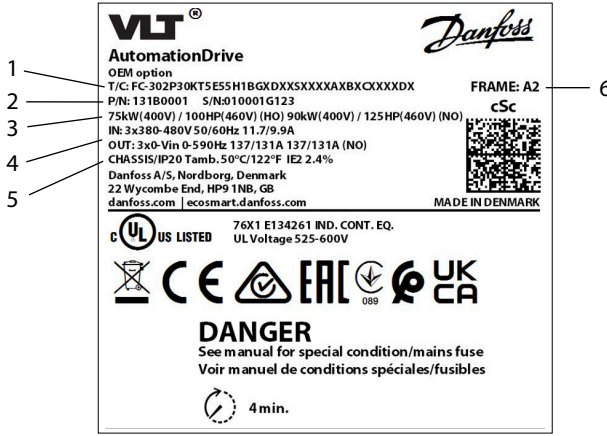 VLT®
Danfoss
AutomationDrive
OEM option
1
T/C: FC-302P30KT5E55H1BGXDXXSXXXXAXBXCXXXXDX
FRAME: A2
6
2
P/N: 131B0001 S/N:010001G123
cSc
3
75kW(400V) / 100HP(460V) (HO) 90kW(400V) / 125HP(460V) (NO)
IN: 3x380-480V 50/60Hz 11.7/9.9A
4
OUT: 3x0-Vin 0-590Hz 137/131A 137/131A (NO)
5
CHASSIS/IP20 Tamb. 50°C/122°F IE2 2.4%
Danfoss A/S, Nordborg, Denmark
22 Wycombe End, HP9 1NB, GB
danfoss.com | ecosmart.danfoss.com
MADE IN DENMARK
c UL US LISTED
76X1 E134261 IND. CONT. EQ.
UL Voltage 525-600V
CE EAC 089 UK CA
DANGER
See manual for special condition/mains fuse
Voir manuel de conditions spéciales/fusibles
4 min.